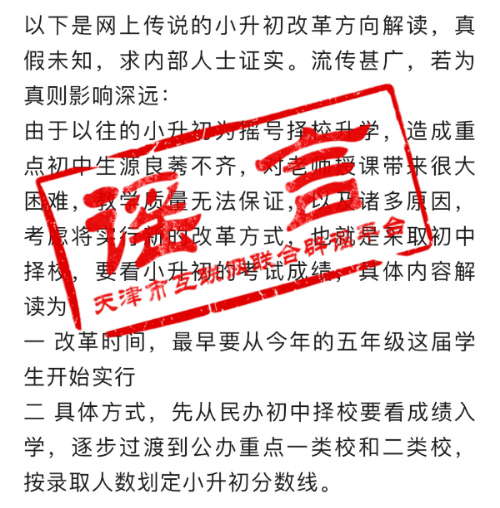 以下是网上传说的小升初改革方向解读，真
假未知，求内部人士证实。流传甚广，若为
真则影响深远：
由于以往的小升初为摇号择校升学，造成重
点初中生源良莠不齐，对老师授课带来很大
困难，教学质量无法保证，以及诸多原因，
考虑将实行新的改革方式，也就是采取初中
择校，要看小升初的考试成绩，具体内容解
读为
一 改革时间，最早要从今年的五年级这届学
生开始实行
二 具体方式，先从民办初中择校要看成绩入
学，逐步过渡到公办重点一类校和二类校，
按录取人数划定小升初分数线。
谣言
天津市互联网联合辟谣平台